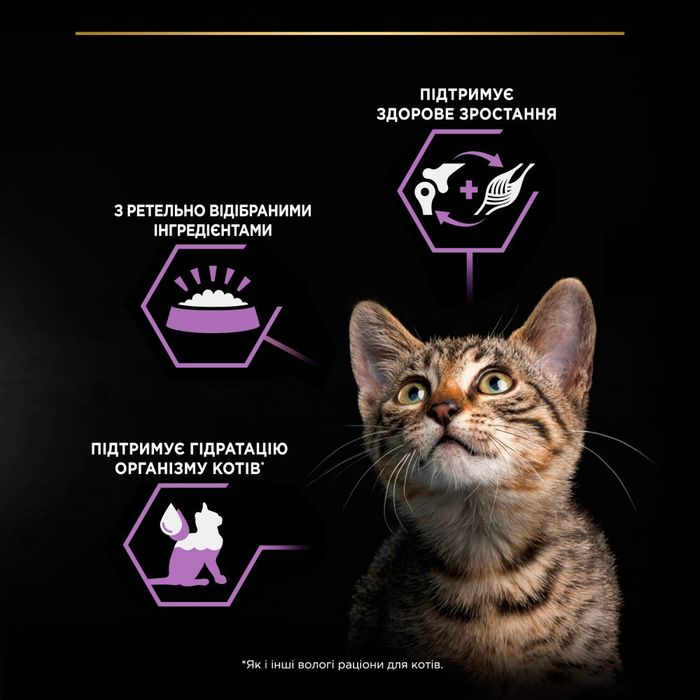 ПІДТРИМУЄ
ЗДОРОВЕ ЗРОСТАННЯ
З РЕТЕЛЬНО ВІДІБРАНИМИ
ІНГРЕДІЄНТАМИ
ПІДТРИМУЄ ГІДРАТАЦІЮ
ОРГАНІЗМУ КОТІВ*
*Як і інші вологі раціони для котів.